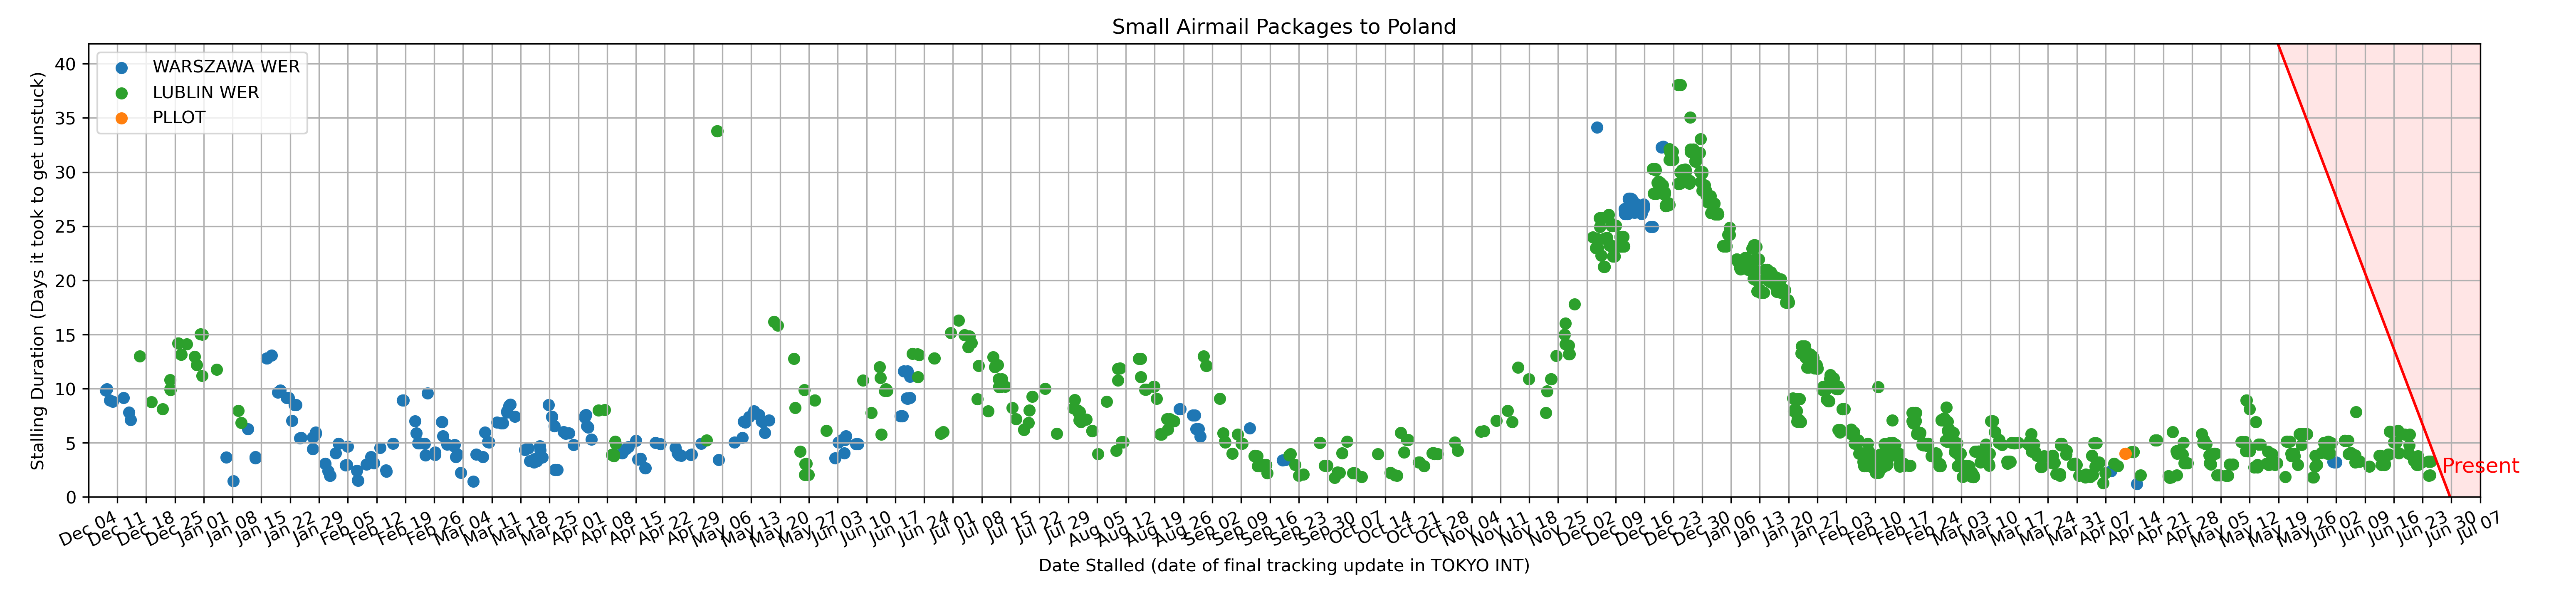 Small Airmail Packages to Poland
WARSZAWA WER
LUBLIN WER
PLLOT
Stalling Duration (Days it took to get unstuck)
40
35
30
25
20
15
10
5
0
Present
Dec 04 Dec 11 Dec 18 Dec 25 Jan 01 Jan 08 Jan 15 Jan 22 Jan 29 Feb 05 Feb 12 Feb 19 Feb 26 Mar 04 Mar 11 Mar 18 Mar 25 Apr 01 Apr 08 Apr 15 Apr 22 Apr 29 May 06 May 13 May 20 May 27 Jun 03 Jun 10 Jun 17 Jun 24 Jul 01 Jul 08 Jul 15 Jul 22 Jul 29 Aug 05 Aug 12 Aug 19 Aug 26 Sep 02 Sep 09 Sep 16 Sep 23 Sep 30 Oct 07 Oct 14 Oct 21 Oct 28 Nov 04 Nov 11 Nov 18 Nov 25 Dec 02 Dec 09 Dec 16 Dec 23 Dec 30 Jan 06 Jan 13 Jan 20 Jan 27 Feb 03 Feb 10 Feb 17 Feb 24 Mar 03 Mar 10 Mar 17 Mar 24 Mar 31 Apr 07 Apr 14 Apr 21 Apr 28 May 05 May 12 May 19 May 26 Jun 02 Jun 09 Jun 16 Jun 23 Jun 30 Jul 07
Date Stalled (date of final tracking update in TOKYO INT)